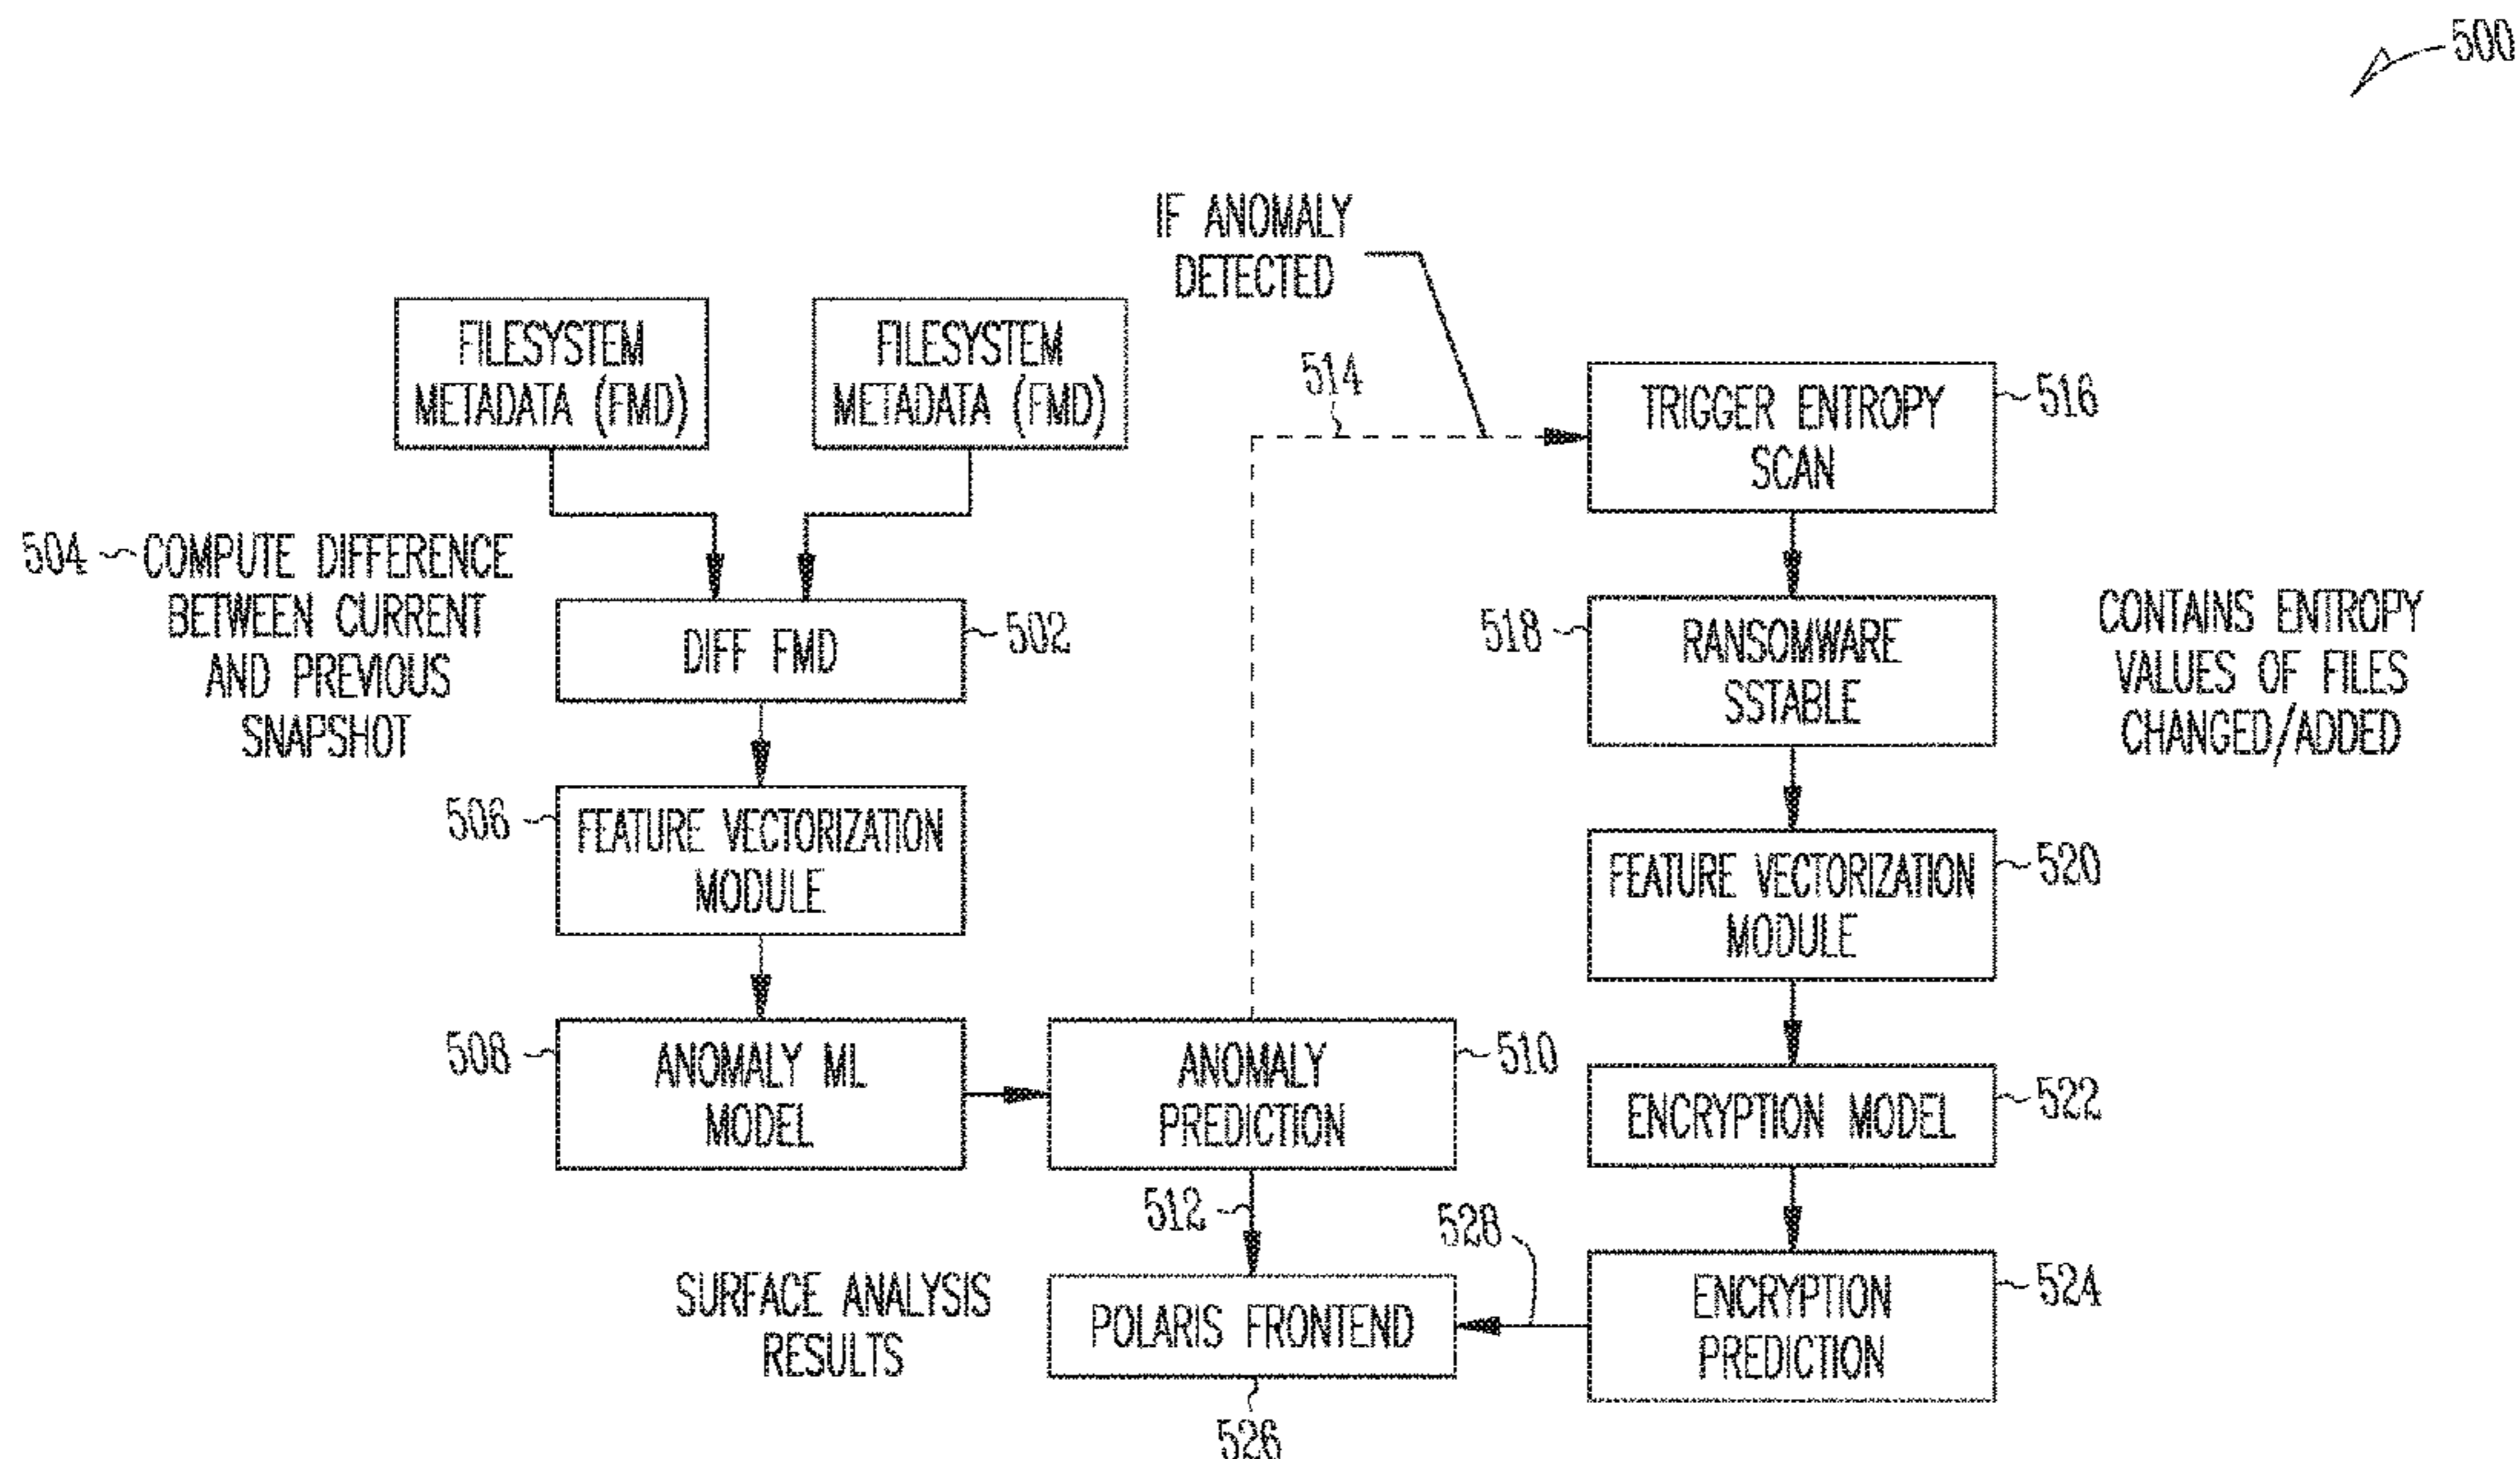 500
IF ANOMALY
DETECTED
FILESYSTEM
METADATA (FMD)
FILESYSTEM
METADATA (FMD)
514
TRIGGER ENTROPY
SCAN
516
504
COMPUTE DIFFERENCE
BETWEEN CURRENT
AND PREVIOUS
SNAPSHOT
DIFF FMD
502
518
RANSOMWARE
SSTABLE
CONTAINS ENTROPY
VALUES OF FILES
CHANGED/ADDED
506
FEATURE VECTORIZATION
MODULE
FEATURE VECTORIZATION
MODULE
520
508
ANOMALY ML
MODEL
ANOMALY
PREDICTION
510
ENCRYPTION MODEL
522
512
528
SURFACE ANALYSIS
RESULTS
POLARIS FRONTEND
526
ENCRYPTION
PREDICTION
524